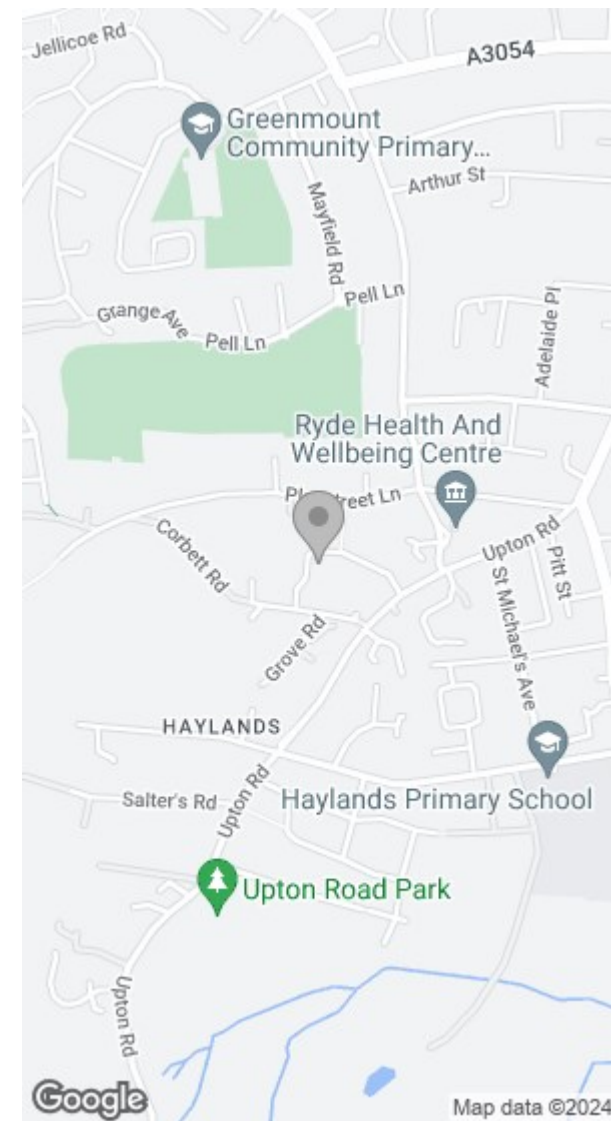 Jellicoe Rd
A3054
Greenmount
Community Primary...
Arthur St
Mayfield Rd
Pell Ln
Grange Ave
Pell Ln
Adelaide Pl
Ryde Health And
Wellbeing Centre
street Ln
Upton Rd
Corbett Rd
Pitt St
St Michael's Ave
Grove Rd
HAYLANDS
Upton Rd
Haylands Primary School
Salter's Rd
Upton Road Park
Upton Rd
Google
Map data ©2024